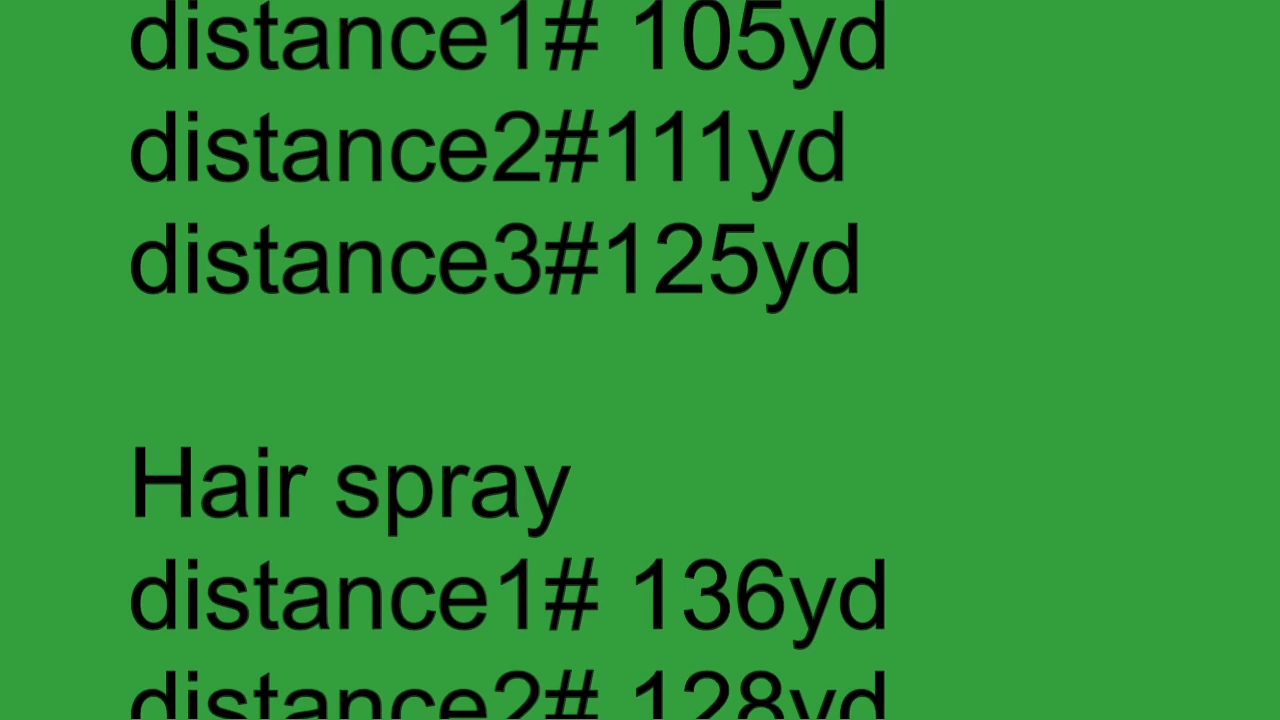 distance1# 105yd
distance2#111yd
distance3#125yd
Hair spray
distance1# 136yd
distance2# 128yd